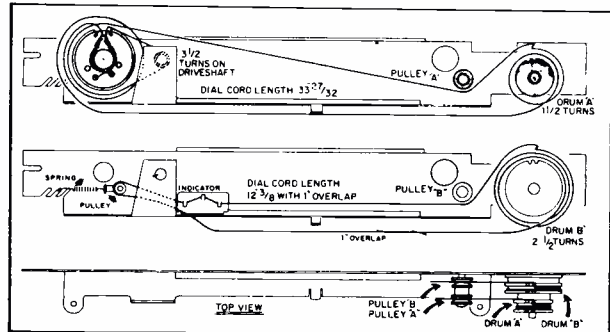 3 1/2
TURNS ON
DRIVESHAFT
DIAL CORD LENGTH 33 27/32
PULLEY "A"
DRUM "A"
1 1/2 TURNS
SPRING
PULLEY
INDICATOR
DIAL CORD LENGTH
12 3/8 WITH 1" OVERLAP
PULLEY "B"
1" OVERLAP
DRUM B"
2 1/2 TURNS
TOP VIEW
PULLEY "B
PULLEY "A"
DRUM "A"
DRUM "B"